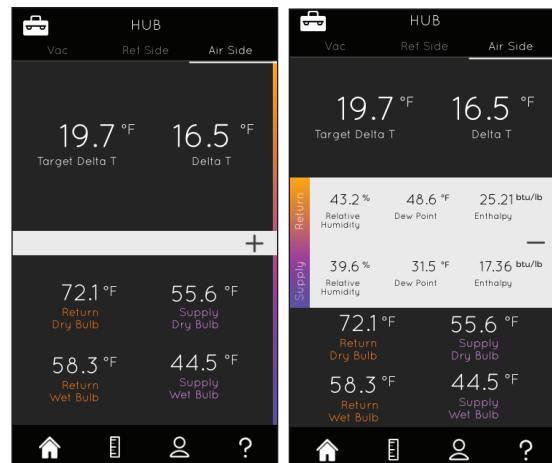 HUB
Vac Ref Side Air Side
19.7 °F 16.5 °F
Target Delta T Delta T
+
72.1 °F 55.6 °F
Return Supply
Dry Bulb Dry Bulb
58.3 °F 44.5 °F
Return Supply
Wet Bulb Wet Bulb
?
HUB
Vac Ref Side Air Side
19.7 °F 16.5 °F
Target Delta T Delta T
Return
43.2 % 48.6 °F 25.21 btu/lb
Relative Dew Point Enthalpy
Humidity
−
Supply
39.6 % 31.5 °F 17.36 btu/lb
Relative Dew Point Enthalpy
Humidity
72.1 °F 55.6 °F
Return Supply
Dry Bulb Dry Bulb
58.3 °F 44.5 °F
Return Supply
Wet Bulb Wet Bulb
?